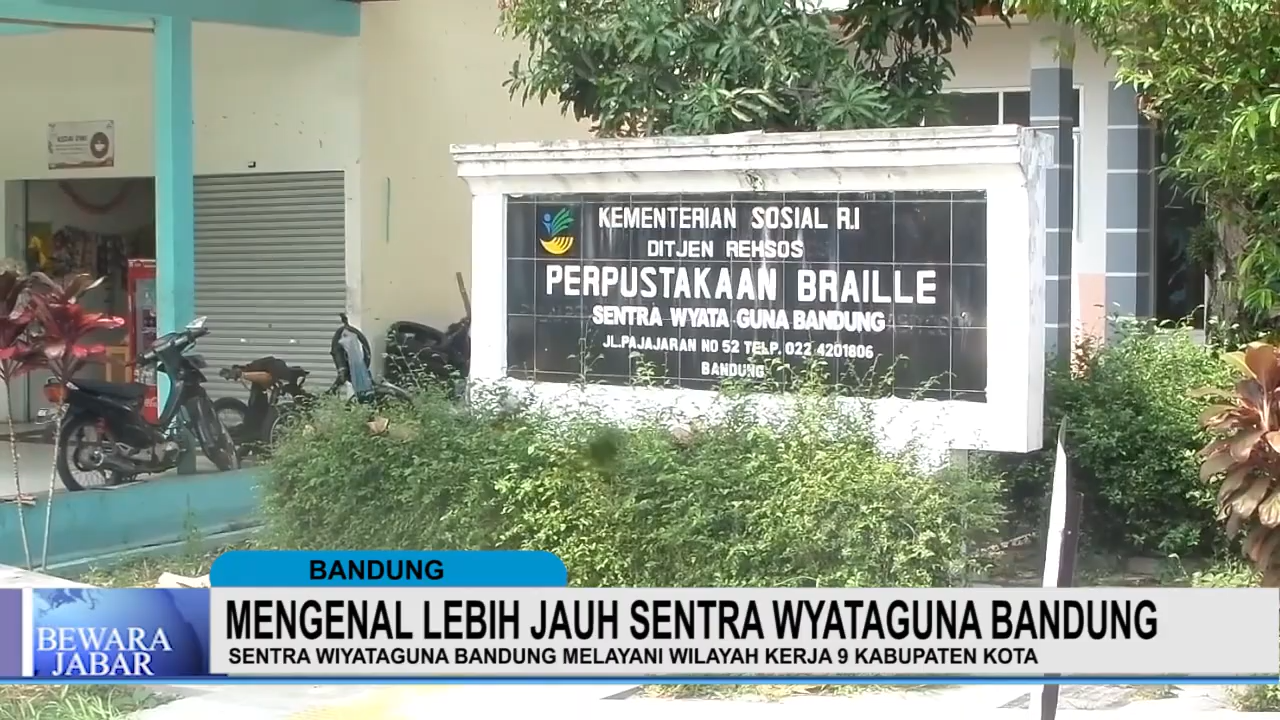 KEMENTERIAN SOSIAL R.I
DITJEN REHSOS
PERPUSTAKAAN BRAILLE
SENTRA WYATA GUNA BANDUNG
JL.PAJAJARAN NO 52 TELP. 022 4201806
BANDUNG
BANDUNG
BEWARA
JABAR
MENGENAL LEBIH JAUH SENTRA WYATAGUNA BANDUNG
SENTRA WIYATAGUNA BANDUNG MELAYANI WILAYAH KERJA 9 KABUPATEN KOTA